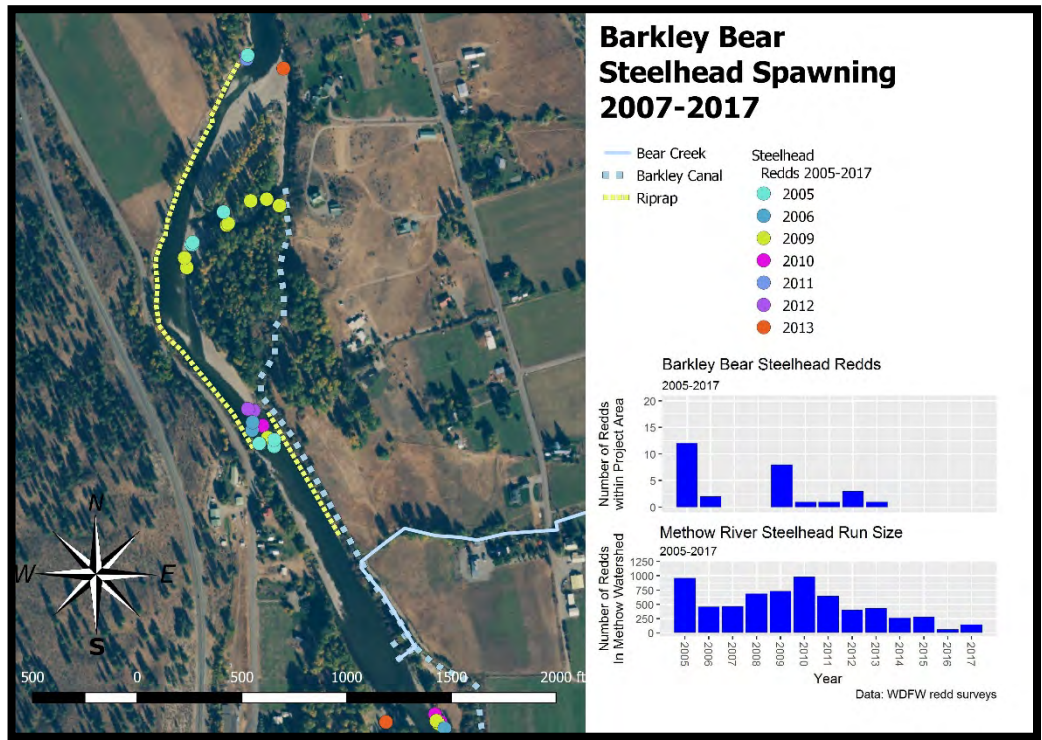 Barkley Bear
Steelhead Spawning
2007-2017
Bear Creek
Barkley Canal
Riprap
Steelhead
Redds 2005-2017
2005
2006
2009
2010
2011
2012
2013
Barkley Bear Steelhead Redds
2005-2017
Number of Redds
within Project Area
20
15
10
5
0
Methow River Steelhead Run Size
2005-2017
Number of Redds
In Methow Watershed
1250
1000
750
500
250
0
2005
2006
2007
2008
2009
2010
2011
2012
2013
2014
2015
2016
2017
Year
Data: WDFW redd surveys
N
W
E
S
500 0 500 1000 1500 2000 ft